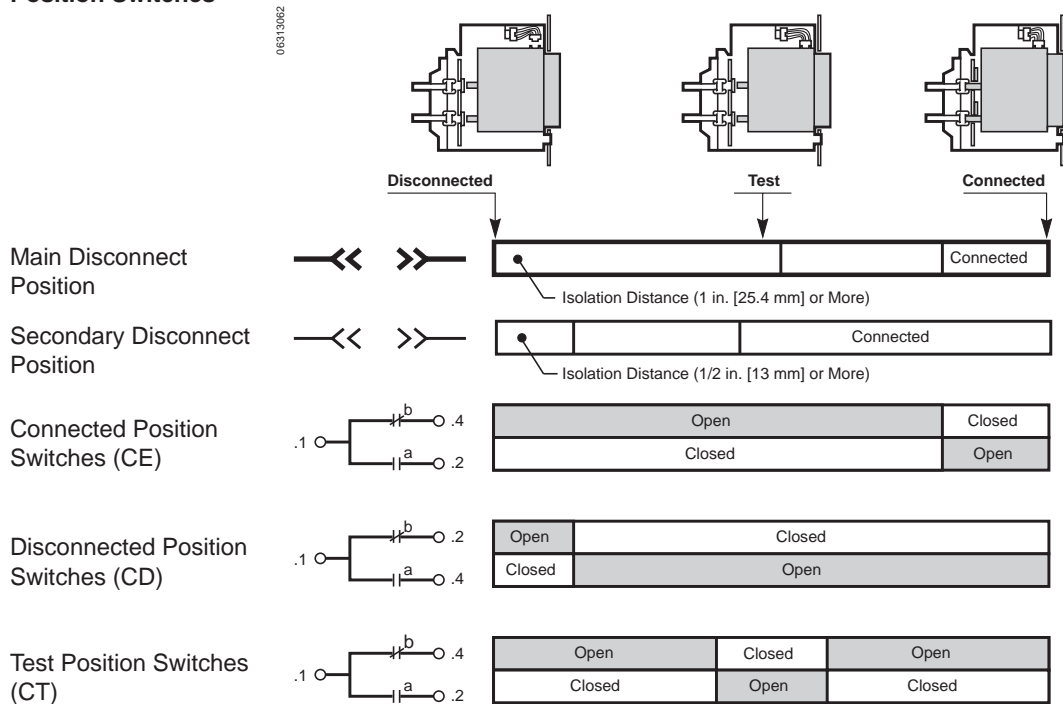 Position Switches
06313062
Disconnected
Test
Connected
Main Disconnect
Position
Connected
Isolation Distance (1 in. [25.4 mm] or More)
Secondary Disconnect
Position
Connected
Isolation Distance (1/2 in. [13 mm] or More)
Connected Position
Switches (CE)
.1
b
.4
a
.2
Open
Closed
Closed
Open
Disconnected Position
Switches (CD)
.1
b
.2
a
.4
Open
Closed
Closed
Open
Test Position Switches
(CT)
.1
b
.4
a
.2
Open
Closed
Open
Closed
Open
Closed